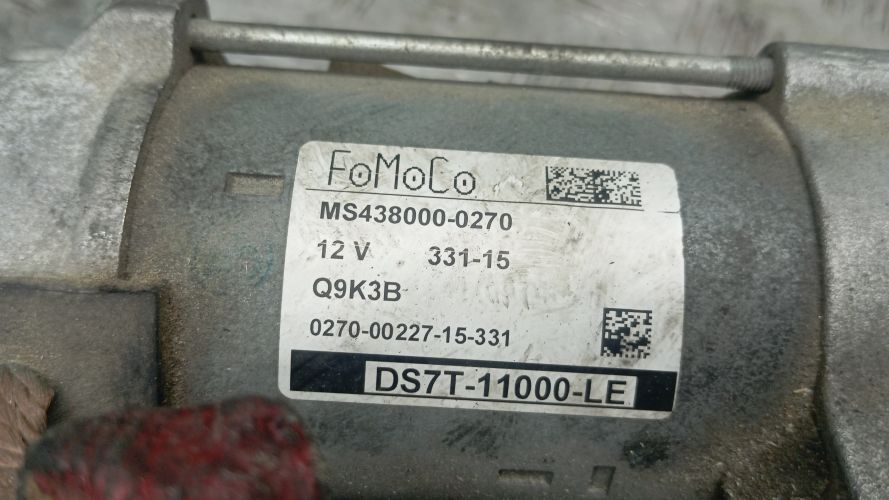 FoMoCo
MS438000-0270
12 V 331-15
Q9K3B
0270-00227-15-331
DS7T-11000-LE